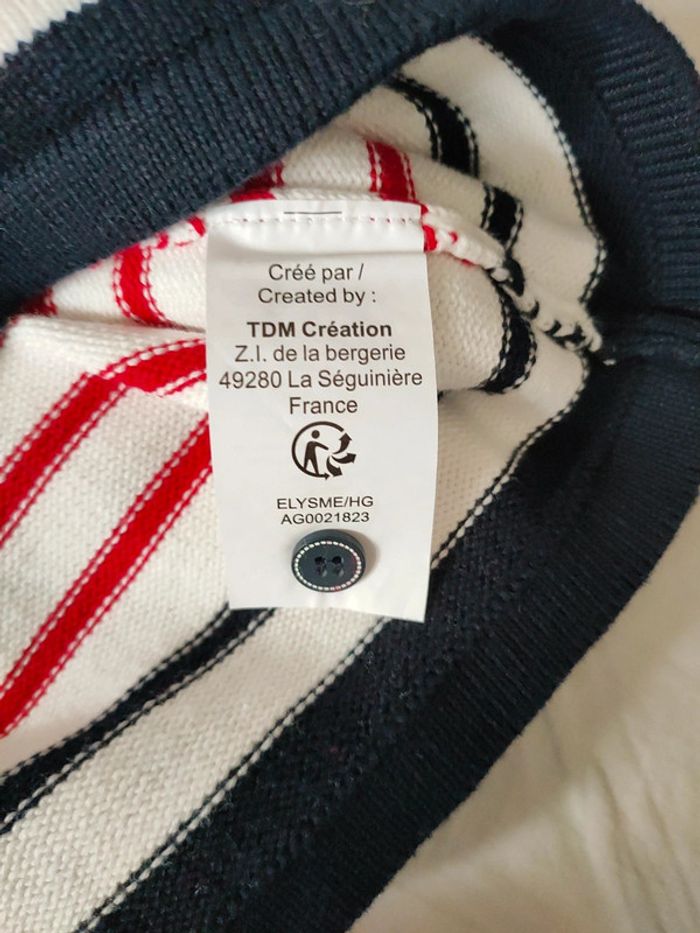 Créé par /
Created by :
TDM Création
Z.I. de la bergerie
49280 La Séguinière
France
ELYSME/HG
AG0021823